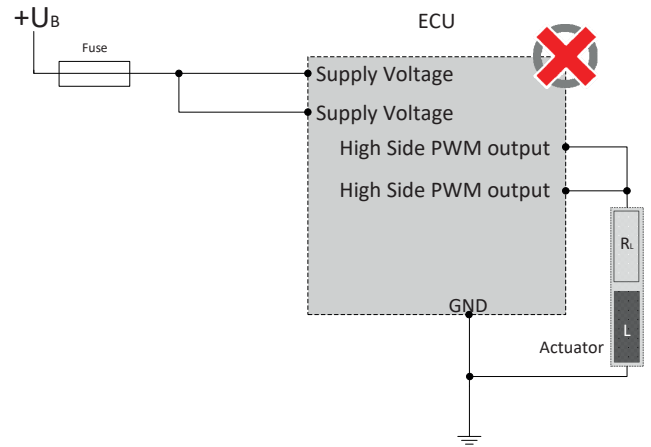 +UB
ECU
Fuse
Supply Voltage
Supply Voltage
High Side PWM output
High Side PWM output
RL
GND
L
Actuator